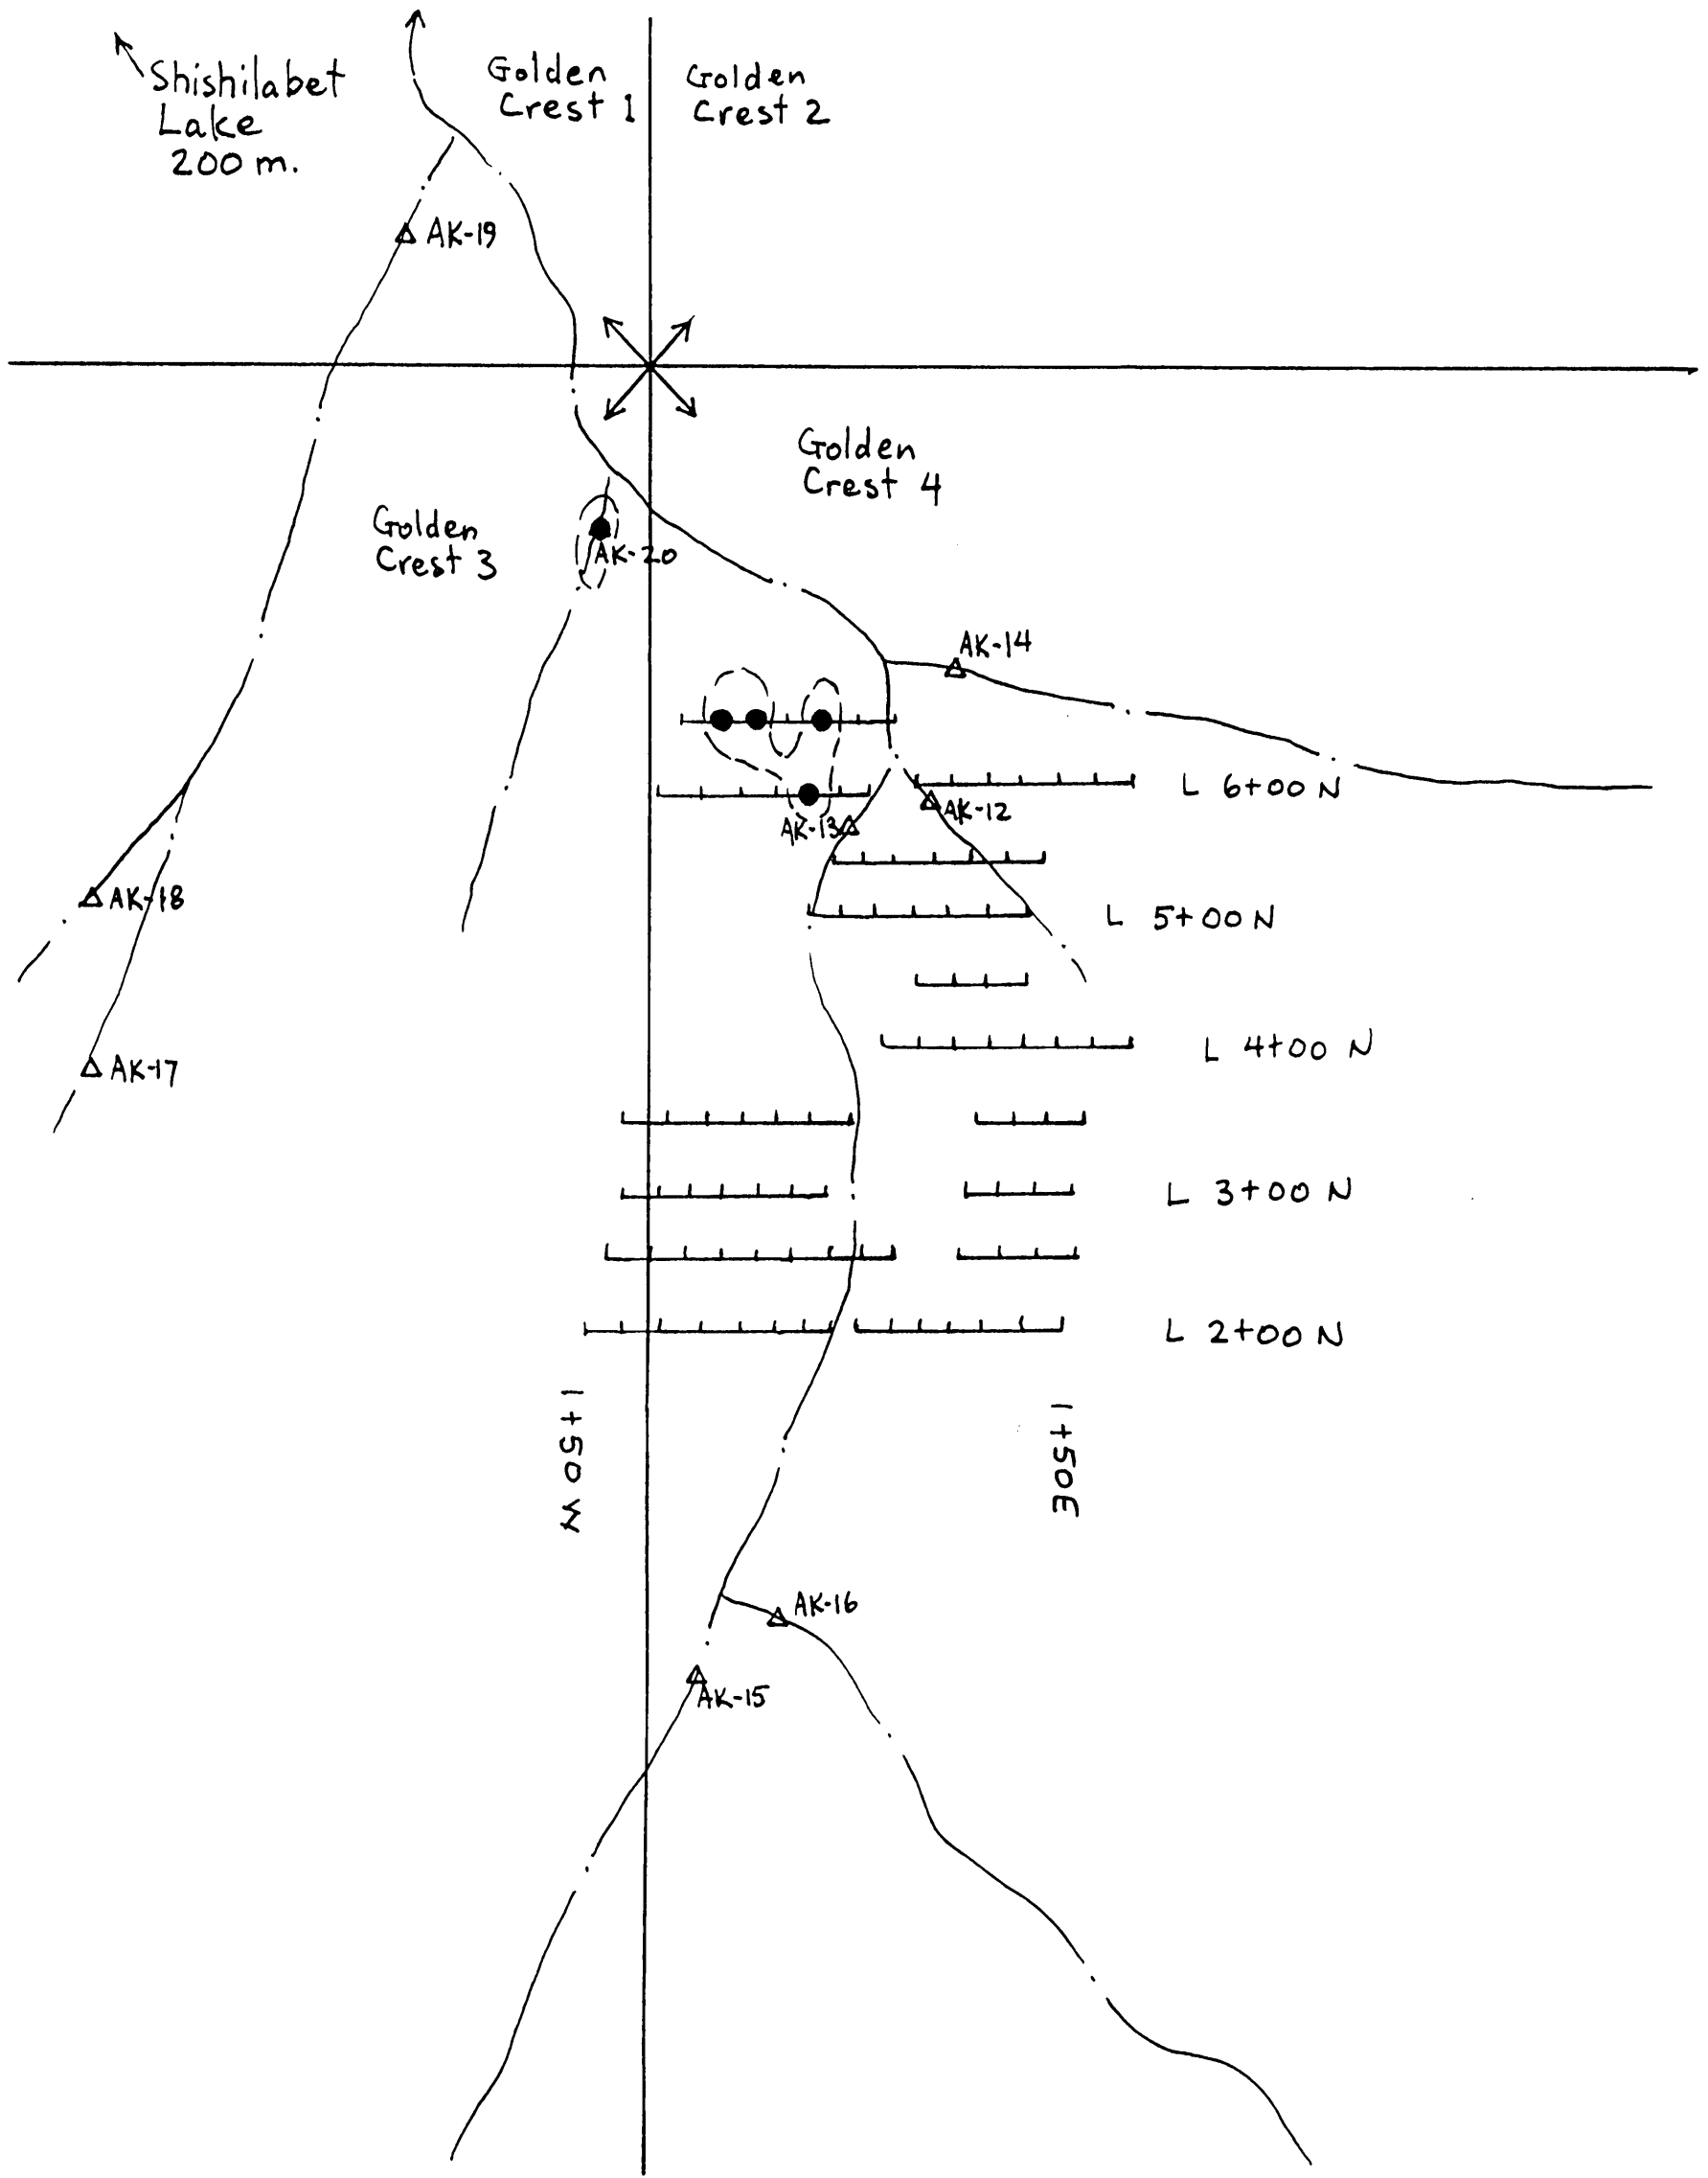 Shishilabet
Lake
200 m.
Golden
Crest 1
Golden
Crest 2
AK-19
Golden
Crest 4
Golden
Crest 3
AK-20
AK-14
L 6+00 N
AK-12
AK-13
AK-18
L 5+00 N
L 4+00 N
AK-17
L 3+00 N
L 2+00 N
1+50 W
1+50E
AK-16
AK-15